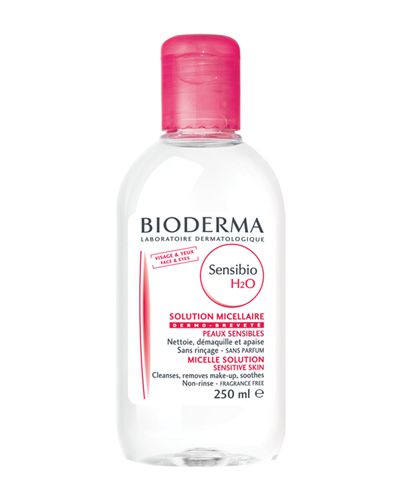 BIODERMA
LABORATOIRE DERMATOLOGIQUE
VISAGE & YEUX
FACE & EYES
Sensibio
H2O
SOLUTION MICELLAIRE
DERMO-BREVETÉ
PEAUX SENSIBLES
Nettoie, démaquille et apaise
Sans rinçage - SANS PARFUM
MICELLE SOLUTION
SENSITIVE SKIN
Cleanses, removes make-up, soothes
Non-rinse - FRAGRANCE FREE
250 ml e